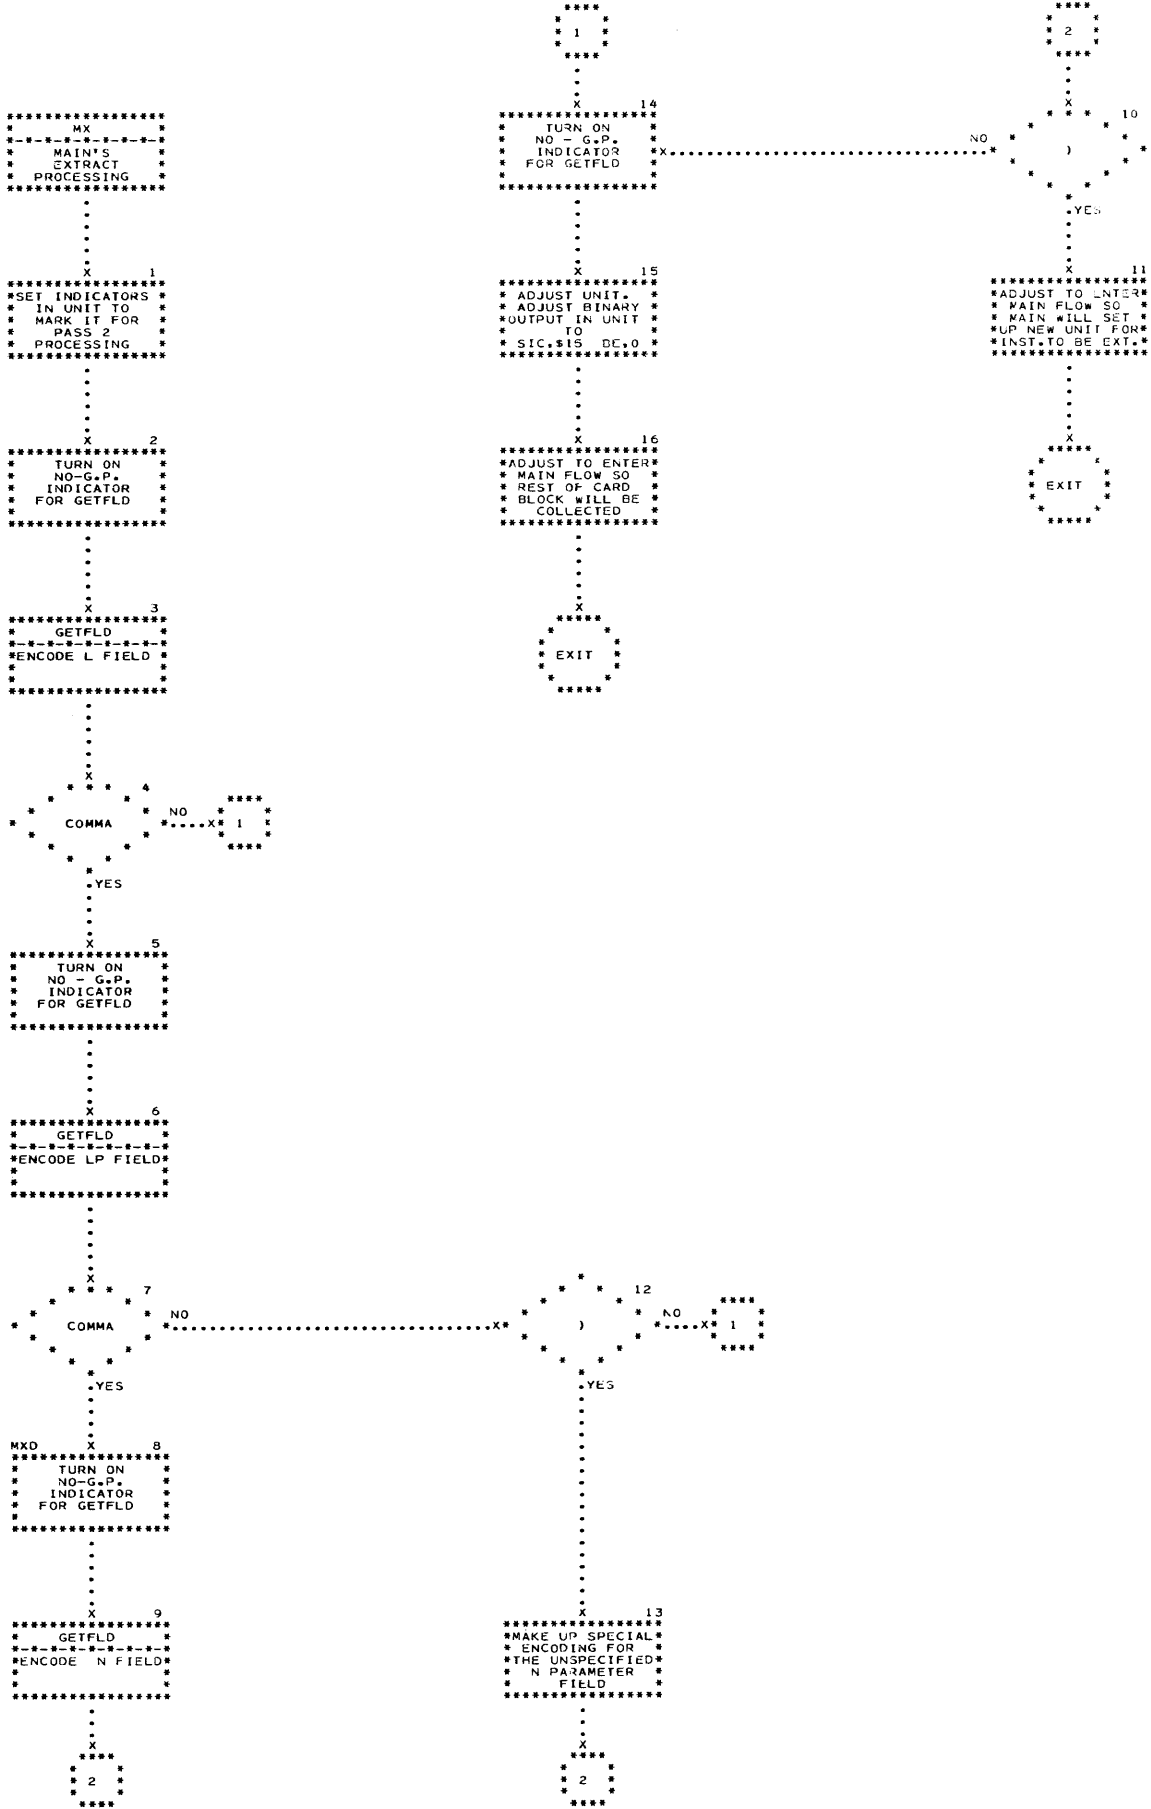 MX
MAIN'S
EXTRACT
PROCESSING
1
SET INDICATORS
IN UNIT TO
MARK IT FOR
PASS 2
PROCESSING
2
TURN ON
NO-G.P.
INDICATOR
FOR GETFLD
3
GETFLD
ENCODE L FIELD
4
COMMA
NO
1
YES
5
TURN ON
NO - G.P.
INDICATOR
FOR GETFLD
6
GETFLD
ENCODE LP FIELD
7
COMMA
NO
YES
MXD
8
TURN ON
NO-G.P.
INDICATOR
FOR GETFLD
9
GETFLD
ENCODE N FIELD
2
1
14
TURN ON
NO - G.P.
INDICATOR
FOR GETFLD
15
ADJUST UNIT.
ADJUST BINARY
OUTPUT IN UNIT
TO
SIC,$15 DE,0
16
ADJUST TO ENTER
MAIN FLOW SO
REST OF CARD
BLOCK WILL BE
COLLECTED
EXIT
12
)
NO
1
YES
13
MAKE UP SPECIAL
ENCODING FOR
THE UNSPECIFIED
N PARAMETER
FIELD
2
2
10
)
NO
YES
11
ADJUST TO ENTER
MAIN FLOW SO
MAIN WILL SET
UP NEW UNIT FOR
INST.TO BE EXT.
EXIT